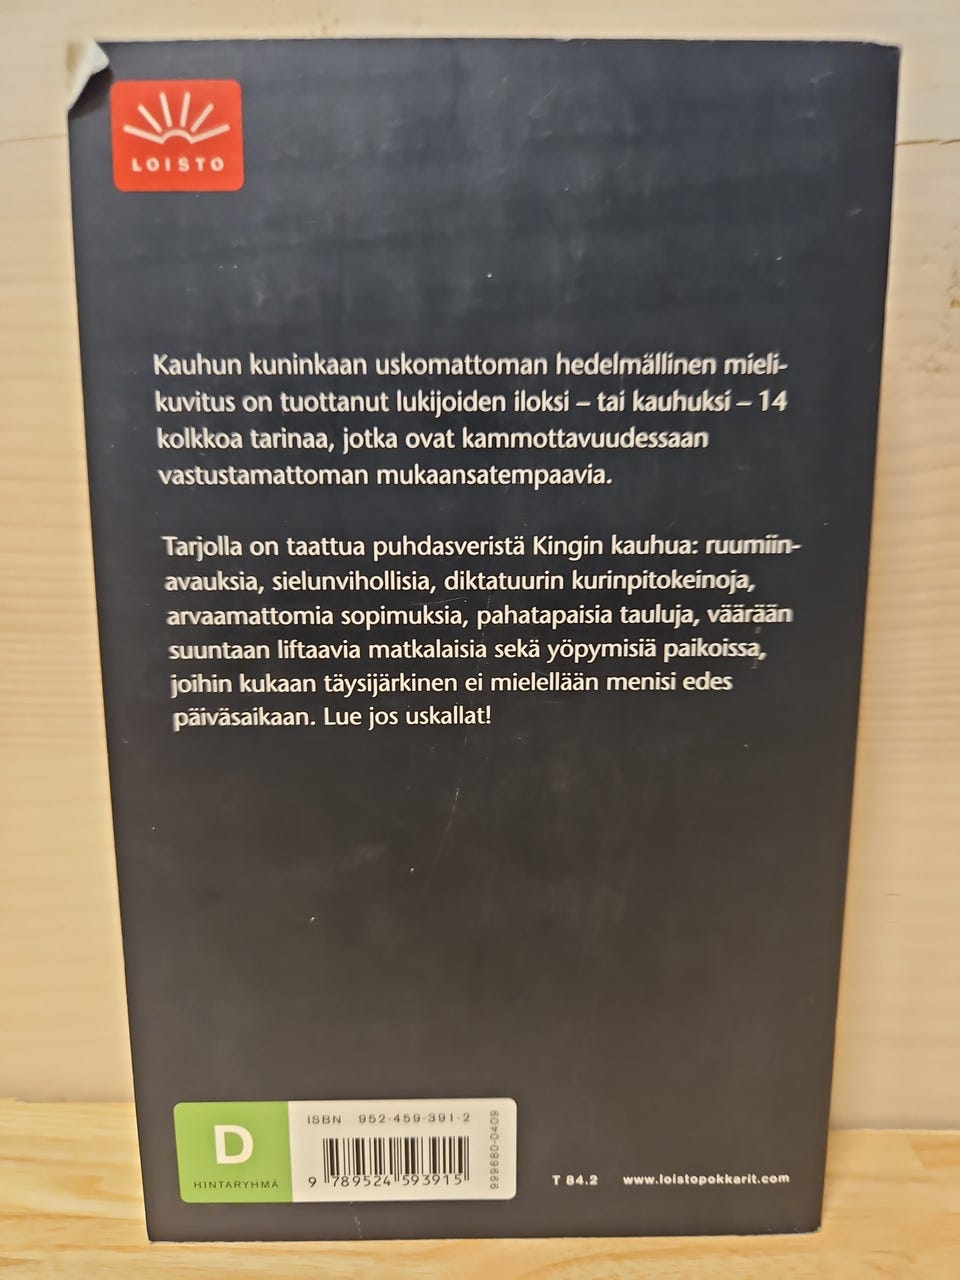 LOISTO
Kauhun kuninkaan uskomattoman hedelmällinen mieli-
kuvitus on tuottanut lukijoiden iloksi – tai kauhuksi – 14
kolkkoa tarinaa, jotka ovat kammottavuudessaan
vastustamattoman mukaansatempaavia.
Tarjolla on taattua puhdasveristä Kingin kauhua: ruumiin-
avauksia, sielunvihollisia, diktatuurin kurinpitokeinoja,
arvaamattomia sopimuksia, pahatapaisia tauluja, väärään
suuntaan liftaavia matkalaisia sekä yöpymisiä paikoissa,
joihin kukaan täysijärkinen ei mielellään menisi edes
päiväsaikaan. Lue jos uskallat!
D
HINTARYHMÄ
ISBN 952-459-391-2
9 789524 593915
999680-0409
T 84.2 www.loistopokkarit.com